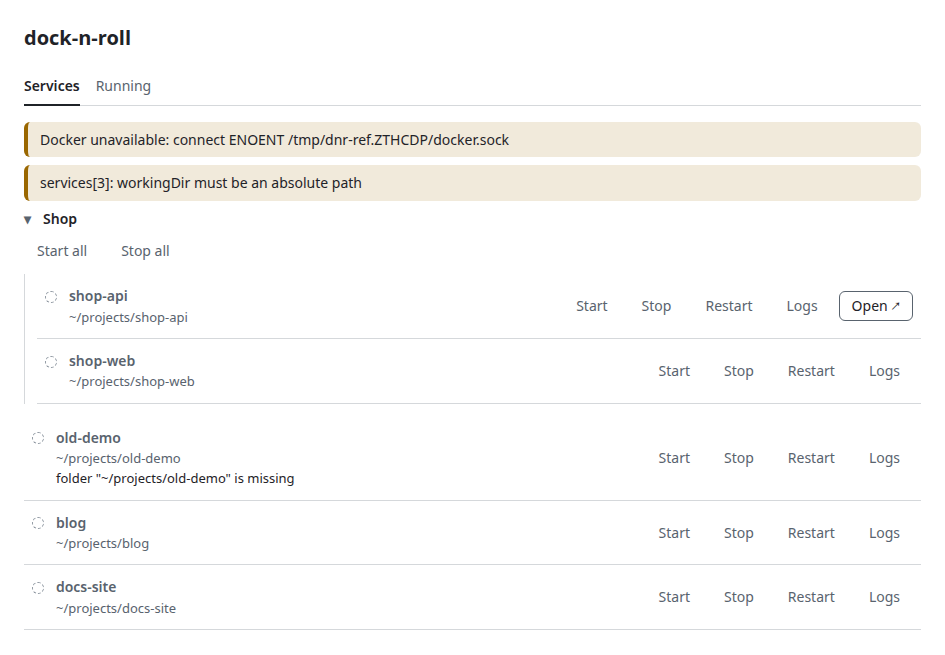 dock-n-roll
Services Running
Docker unavailable: connect ENOENT /tmp/dnr-ref.ZTHCDP/docker.sock
services[3]: workingDir must be an absolute path
▼ Shop
Start all Stop all
shop-api
~/projects/shop-api
Start Stop Restart Logs Open ↗
shop-web
~/projects/shop-web
Start Stop Restart Logs
old-demo
~/projects/old-demo
folder "~/projects/old-demo" is missing
Start Stop Restart Logs
blog
~/projects/blog
Start Stop Restart Logs
docs-site
~/projects/docs-site
Start Stop Restart Logs